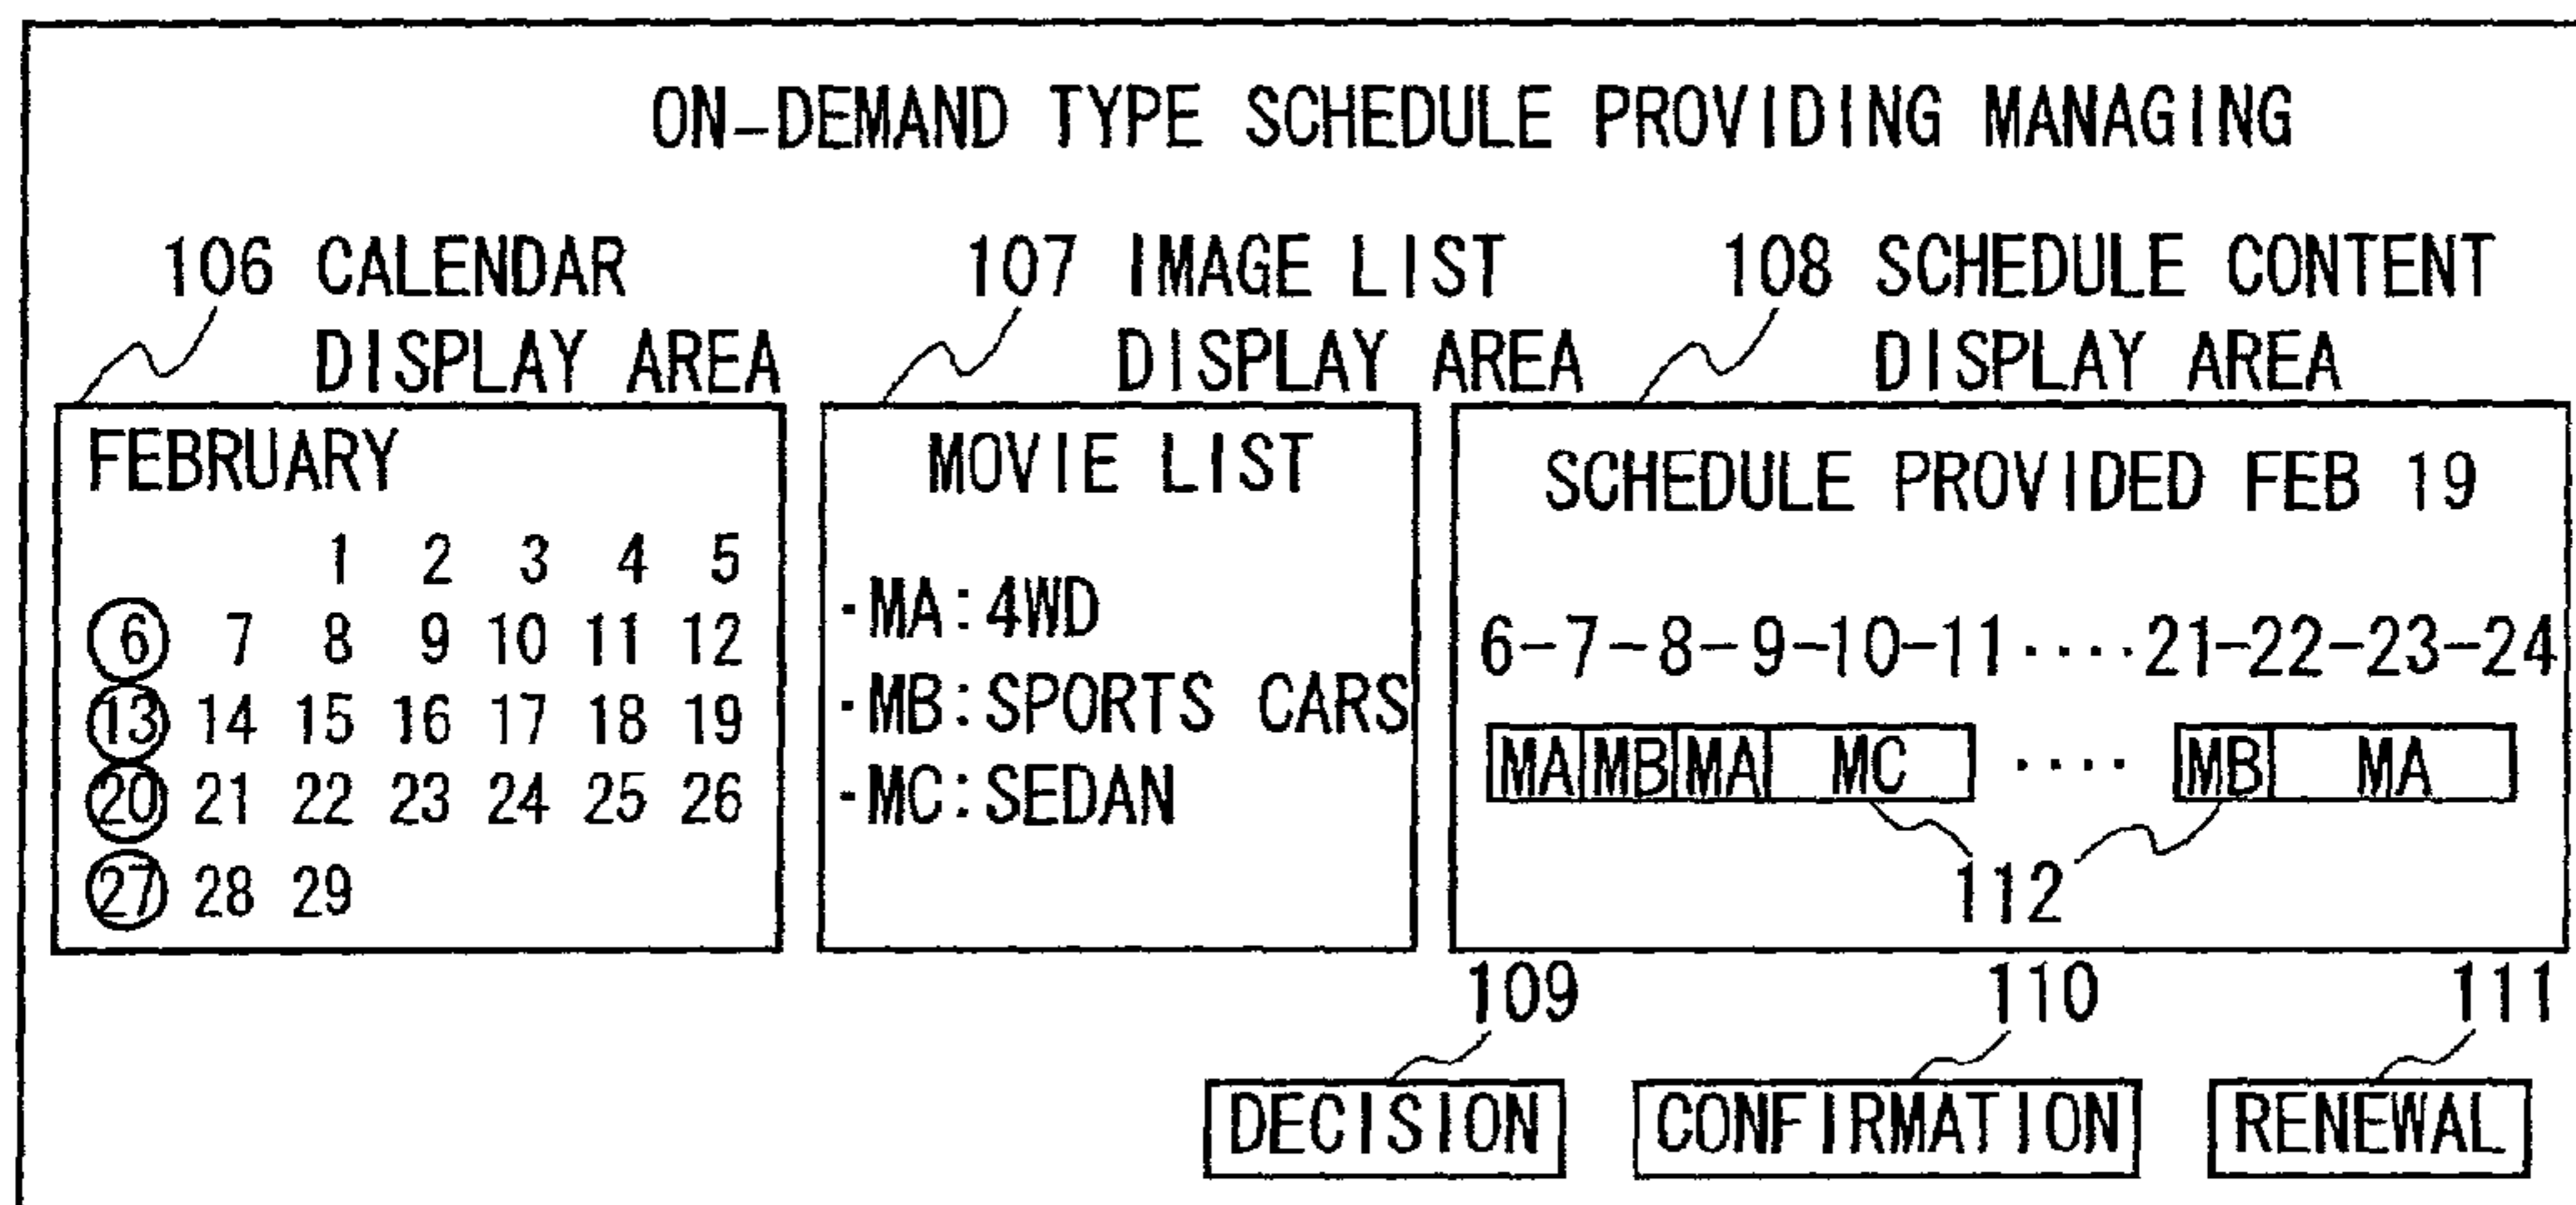 ON-DEMAND TYPE SCHEDULE PROVIDING MANAGING
106 CALENDAR
DISPLAY AREA
107 IMAGE LIST
DISPLAY AREA
108 SCHEDULE CONTENT
DISPLAY AREA
FEBRUARY
1 2 3 4 5
6 7 8 9 10 11 12
13 14 15 16 17 18 19
20 21 22 23 24 25 26
27 28 29
MOVIE LIST
-MA:4WD
-MB:SPORTS CARS
-MC:SEDAN
SCHEDULE PROVIDED FEB 19
6-7-8-9-10-11····21-22-23-24
MA MB MA MC ···· MB MA
112
109
110
111
DECISION
CONFIRMATION
RENEWAL